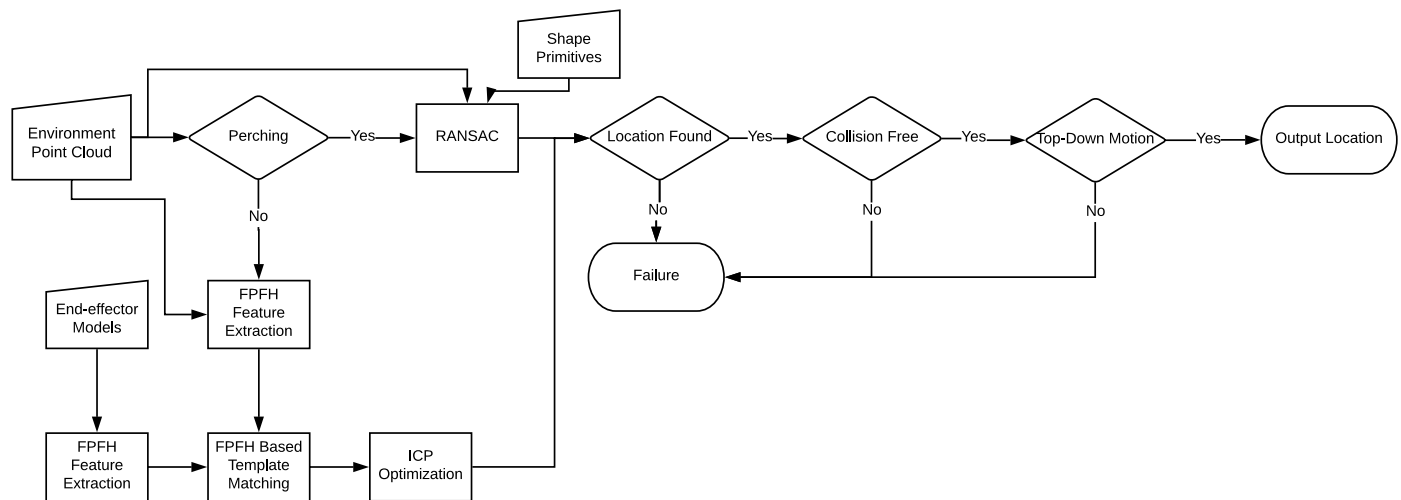 Shape
Primitives
Environment
Point Cloud
Perching
Yes
RANSAC
Location Found
Yes
Collision Free
Yes
Top-Down Motion
Yes
Output Location
No
No
No
No
Failure
End-effector
Models
FPFH
Feature
Extraction
FPFH
Feature
Extraction
FPFH Based
Template
Matching
ICP
Optimization